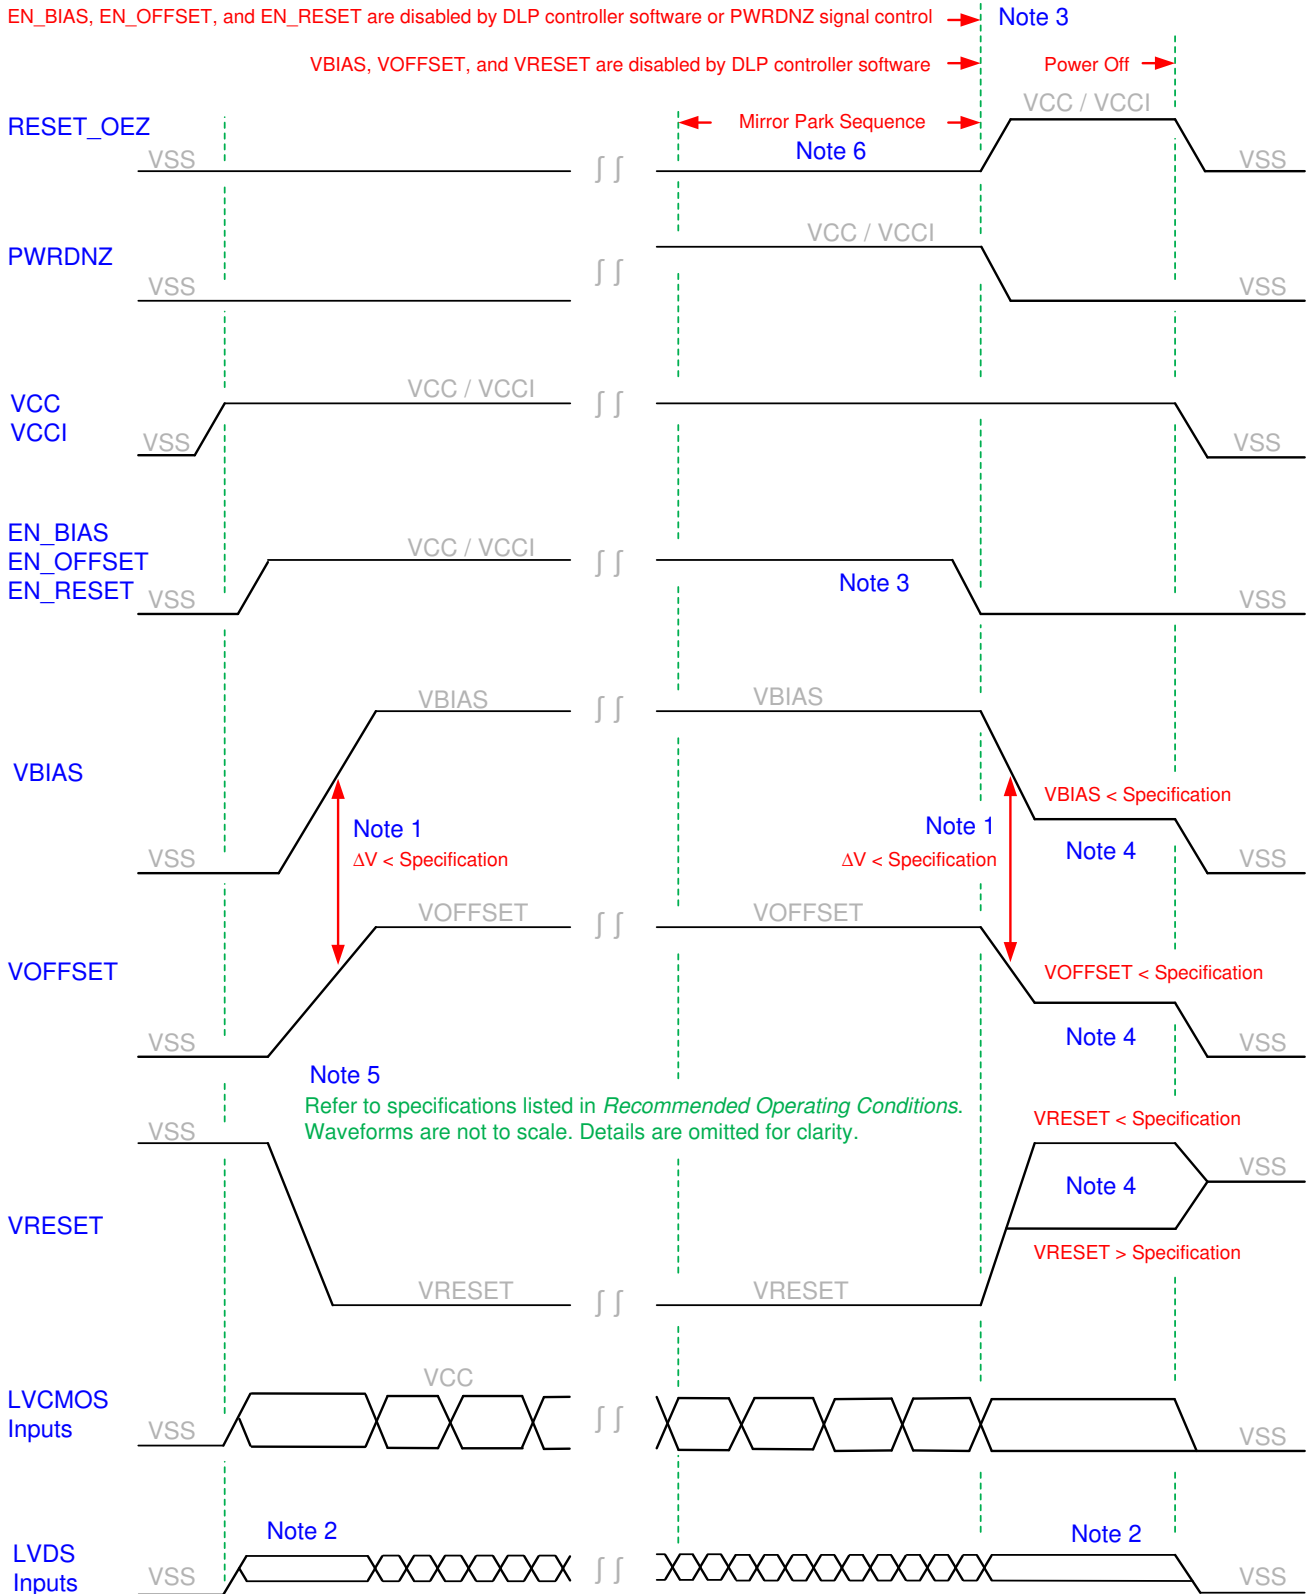 EN_BIAS, EN_OFFSET, and EN_RESET are disabled by DLP controller software or PWRDNZ signal control
Note 3
VBIAS, VOFFSET, and VRESET are disabled by DLP controller software
Power Off
VCC / VCCI
RESET_OEZ
Mirror Park Sequence
VSS
Note 6
VSS
VCC / VCCI
PWRDNZ
VSS
VSS
VCC / VCCI
VCC
VCCI
VSS
VSS
EN_BIAS
EN_OFFSET
EN_RESET
VCC / VCCI
Note 3
VSS
VSS
VBIAS
VBIAS
VBIAS
VBIAS < Specification
Note 1
ΔV < Specification
Note 1
ΔV < Specification
Note 4
VSS
VSS
VOFFSET
VOFFSET
VOFFSET
VOFFSET < Specification
VSS
Note 4
VSS
Note 5
Refer to specifications listed in Recommended Operating Conditions.
Waveforms are not to scale. Details are omitted for clarity.
VRESET < Specification
VSS
VSS
Note 4
VRESET
VRESET > Specification
VRESET
VRESET
VCC
LVCMOS
Inputs
VSS
VSS
Note 2
Note 2
LVDS
Inputs
VSS
VSS